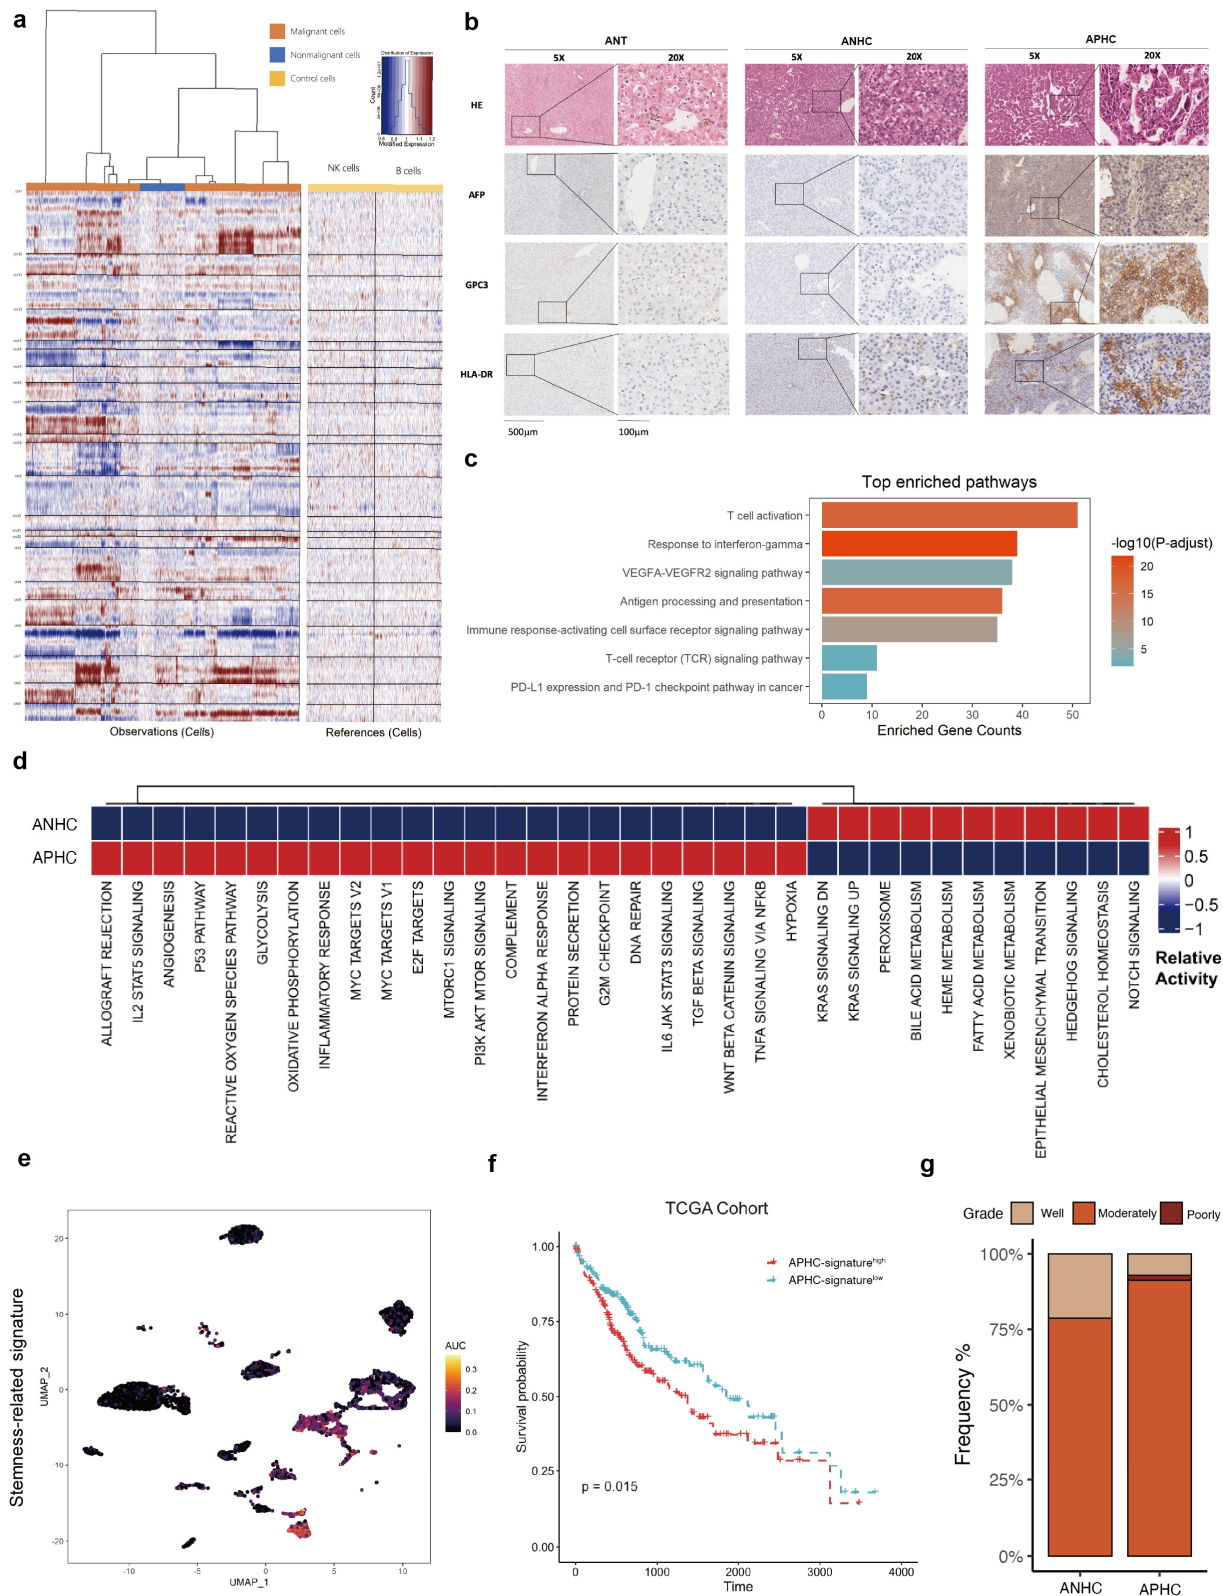 a
Malignant cells
Nonmalignant cells
Control cells
Distribution of Expression
Count
Modified Expression
NK cells
B cells
Observations (Cells)
References (Cells)
b
ANT
ANHC
APHC
5X
20X
5X
20X
5X
20X
HE
AFP
GPC3
HLA-DR
500μm
100μm
c
Top enriched pathways
T cell activation
Response to interferon-gamma
VEGFA-VEGFR2 signaling pathway
Antigen processing and presentation
Immune response-activating cell surface receptor signaling pathway
T-cell receptor (TCR) signaling pathway
PD-L1 expression and PD-1 checkpoint pathway in cancer
0
10
20
30
40
50
Enriched Gene Counts
-log10(P-adjust)
20
15
10
5
d
ANHC
APHC
ALLOGRAFT REJECTION
IL2 STAT5 SIGNALING
ANGIOGENESIS
P53 PATHWAY
REACTIVE OXYGEN SPECIES PATHWAY
GLYCOLYSIS
OXIDATIVE PHOSPHORYLATION
INFLAMMATORY RESPONSE
MYC TARGETS V2
MYC TARGETS V1
E2F TARGETS
MTORC1 SIGNALING
PI3K AKT MTOR SIGNALING
COMPLEMENT
INTERFERON ALPHA RESPONSE
PROTEIN SECRETION
G2M CHECKPOINT
DNA REPAIR
IL6 JAK STAT3 SIGNALING
TGF BETA SIGNALING
WNT BETA CATENIN SIGNALING
TNFA SIGNALING VIA NFKB
HYPOXIA
KRAS SIGNALING DN
KRAS SIGNALING UP
PEROXISOME
BILE ACID METABOLISM
HEME METABOLISM
FATTY ACID METABOLISM
XENOBIOTIC METABOLISM
EPITHELIAL MESENCHYMAL TRANSITION
HEDGEHOG SIGNALING
CHOLESTEROL HOMEOSTASIS
NOTCH SIGNALING
1
0.5
0
-0.5
-1
Relative
Activity
e
Stemness-related signature
UMAP_2
20
10
0
-10
-20
-10
-5
0
5
10
UMAP_1
AUC
0.3
0.2
0.1
0.0
f
TCGA Cohort
APHC-signature^high
APHC-signature^low
Survival probability
1.00
0.75
0.50
0.25
0.00
p = 0.015
0
1000
2000
3000
4000
Time
g
Grade
Well
Moderately
Poorly
Frequency %
100%
75%
50%
25%
0%
ANHC
APHC